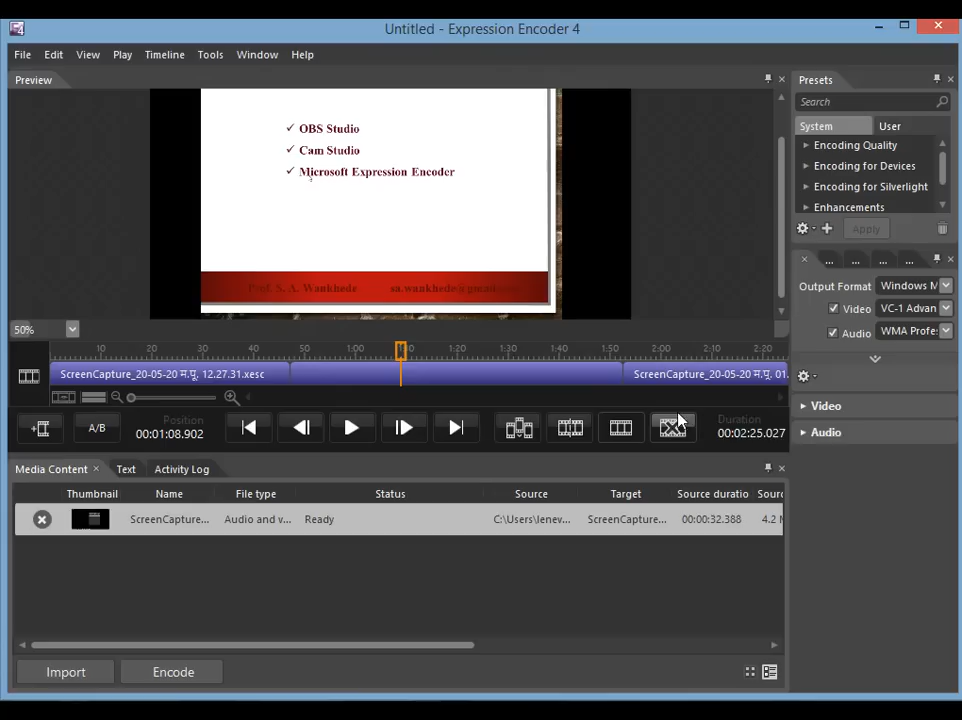 Untitled - Expression Encoder 4
File Edit View Play Timeline Tools Window Help
Preview
✓ OBS Studio
✓ Cam Studio
✓ Microsoft Expression Encoder
Prof. S. A. Wankhede
50%
10 20 30 40 50 1:00 1:20 1:30 1:40 1:50 2:00 2:10 2:20
ScreenCapture_20-05-20 म.पू. 12.27.31.xesc
ScreenCapture_20-05-20 म.पू. 01.
A/B
Position
00:01:08.902
Duration
00:02:25.027
Media Content Text Activity Log
Thumbnail Name File type Status Source Target Source duratio Sourc
ScreenCapture... Audio and v... Ready C:\Users\lenev... ScreenCapture... 00:00:32.388 4.2 M
Import Encode
Presets
Search
System User
Encoding Quality
Encoding for Devices
Encoding for Silverlight
Enhancements
Apply
... ... ... ...
Output Format Windows M
Video VC-1 Advan
Audio WMA Profes
Video
Audio